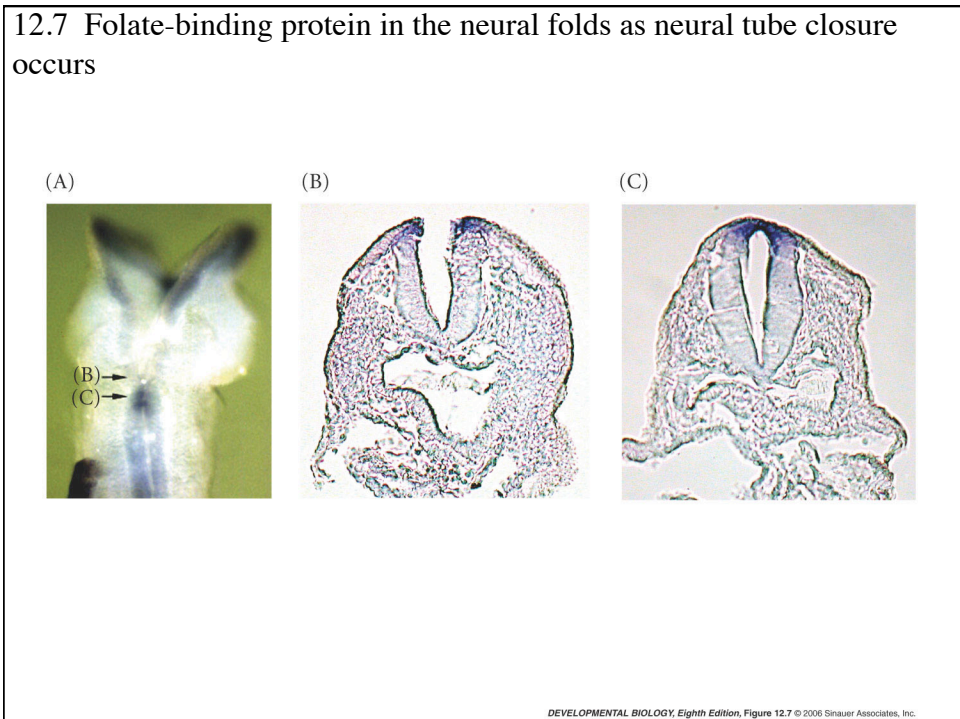 12.7 Folate-binding protein in the neural folds as neural tube closure
occurs
(A)
(B)
(C)
(B)
(C)
DEVELOPMENTAL BIOLOGY, Eighth Edition, Figure 12.7 © 2006 Sinauer Associates, Inc.